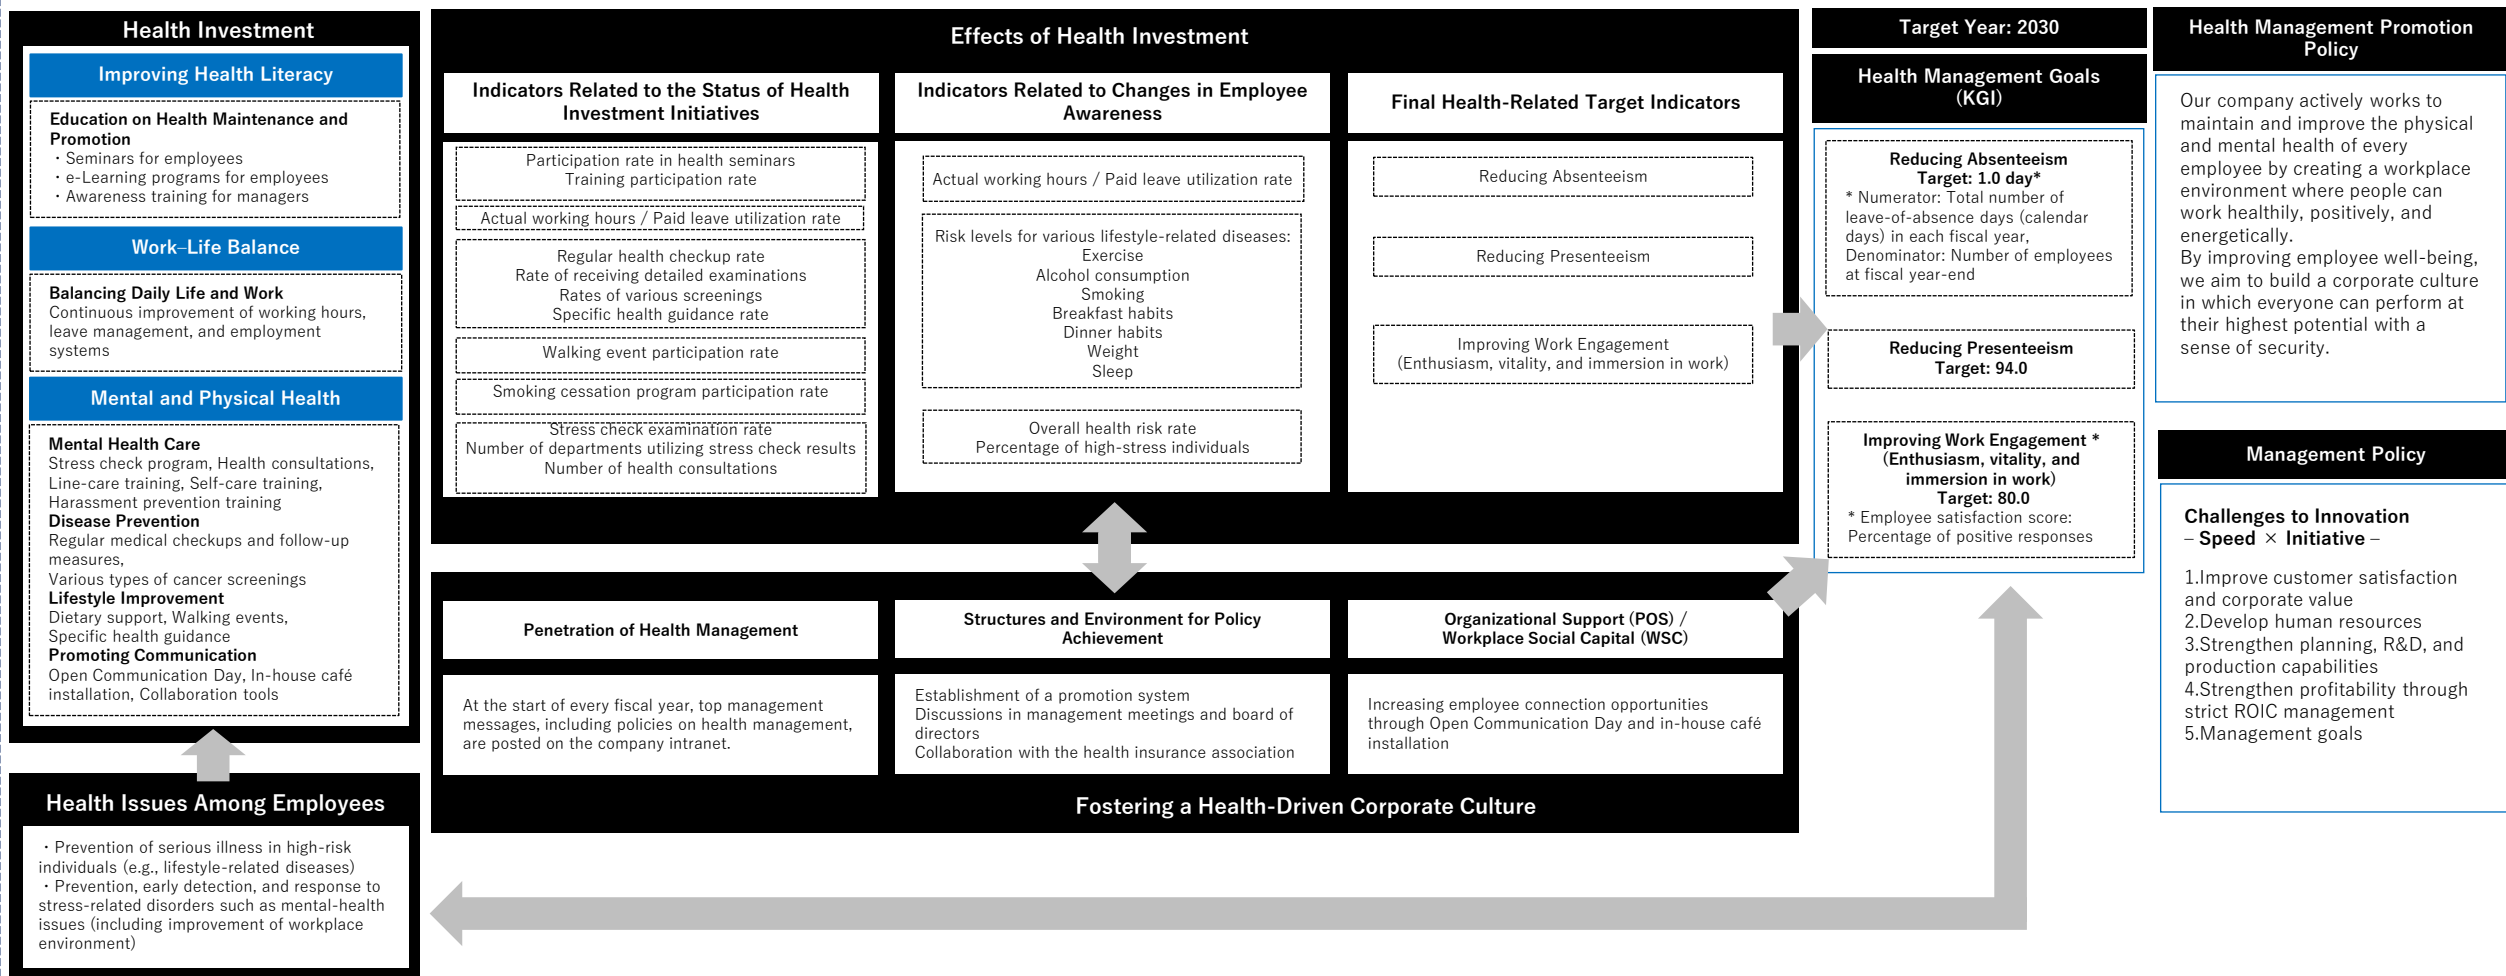 Health Investment
Improving Health Literacy
Education on Health Maintenance and
Promotion
・Seminars for employees
・e-Learning programs for employees
・Awareness training for managers
Work–Life Balance
Balancing Daily Life and Work
Continuous improvement of working hours,
leave management, and employment
systems
Mental and Physical Health
Mental Health Care
Stress check program, Health consultations,
Line-care training, Self-care training,
Harassment prevention training
Disease Prevention
Regular medical checkups and follow-up
measures,
Various types of cancer screenings
Lifestyle Improvement
Dietary support, Walking events,
Specific health guidance
Promoting Communication
Open Communication Day, In-house café
installation, Collaboration tools
Health Issues Among Employees
・Prevention of serious illness in high-risk
individuals (e.g., lifestyle-related diseases)
・Prevention, early detection, and response to
stress-related disorders such as mental-health
issues (including improvement of workplace
environment)
Effects of Health Investment
Indicators Related to the Status of Health
Investment Initiatives
Participation rate in health seminars
Training participation rate
Actual working hours / Paid leave utilization rate
Regular health checkup rate
Rate of receiving detailed examinations
Rates of various screenings
Specific health guidance rate
Walking event participation rate
Smoking cessation program participation rate
Stress check examination rate
Number of departments utilizing stress check results
Number of health consultations
Indicators Related to Changes in Employee
Awareness
Actual working hours / Paid leave utilization rate
Risk levels for various lifestyle-related diseases:
Exercise
Alcohol consumption
Smoking
Breakfast habits
Dinner habits
Weight
Sleep
Overall health risk rate
Percentage of high-stress individuals
Final Health-Related Target Indicators
Reducing Absenteeism
Reducing Presenteeism
Improving Work Engagement
(Enthusiasm, vitality, and immersion in work)
Penetration of Health Management
At the start of every fiscal year, top management
messages, including policies on health management,
are posted on the company intranet.
Structures and Environment for Policy
Achievement
Establishment of a promotion system
Discussions in management meetings and board of
directors
Collaboration with the health insurance association
Organizational Support (POS) /
Workplace Social Capital (WSC)
Increasing employee connection opportunities
through Open Communication Day and in-house café
installation
Fostering a Health-Driven Corporate Culture
Target Year: 2030
Health Management Goals
(KGI)
Reducing Absenteeism
Target: 1.0 day*
* Numerator: Total number of
leave-of-absence days (calendar
days) in each fiscal year,
Denominator: Number of employees
at fiscal year-end
Reducing Presenteeism
Target: 94.0
Improving Work Engagement *
(Enthusiasm, vitality, and
immersion in work)
Target: 80.0
* Employee satisfaction score:
Percentage of positive responses
Health Management Promotion
Policy
Our company actively works to
maintain and improve the physical
and mental health of every
employee by creating a workplace
environment where people can
work healthily, positively, and
energetically.
By improving employee well-being,
we aim to build a corporate culture
in which everyone can perform at
their highest potential with a
sense of security.
Management Policy
Challenges to Innovation
– Speed × Initiative –
1.Improve customer satisfaction
and corporate value
2.Develop human resources
3.Strengthen planning, R&D, and
production capabilities
4.Strengthen profitability through
strict ROIC management
5.Management goals